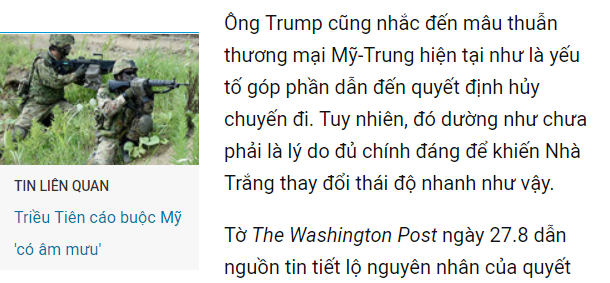 Ông Trump cũng nhắc đến mâu thuẫn
thương mại Mỹ-Trung hiện tại như là yếu
tố góp phần dẫn đến quyết định hủy
chuyến đi. Tuy nhiên, đó dường như chưa
phải là lý do đủ chính đáng để khiến Nhà
Trắng thay đổi thái độ nhanh như vậy.
TIN LIÊN QUAN
Triều Tiên cáo buộc Mỹ
'có âm mưu'
Tờ The Washington Post ngày 27.8 dẫn
nguồn tin tiết lộ nguyên nhân của quyết